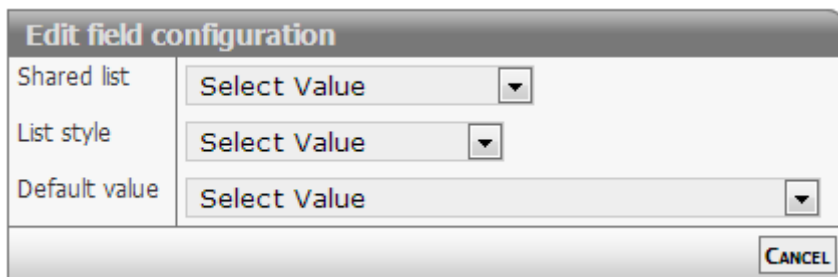 Edit field configuration
Shared list Select Value
List style Select Value
Default value Select Value
CANCEL